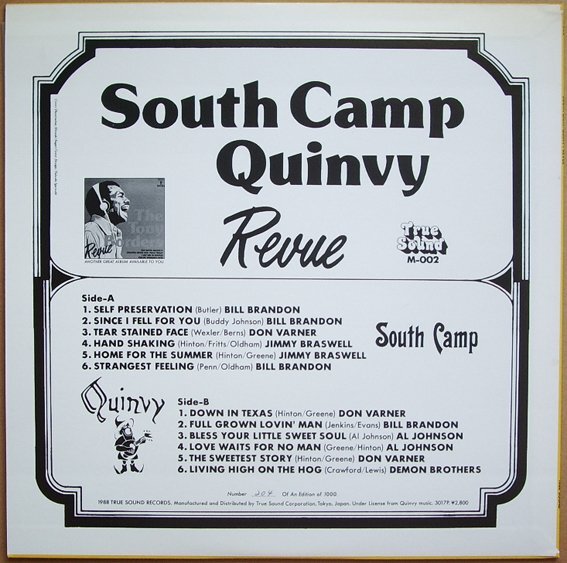 South Camp
Quinvy
Revue
The
Tony
Borders
Revue
ANOTHER GREAT ALBUM AVAILABLE TO YOU
True
Sound
M-002
Side-A
1. SELF PRESERVATION (Butler) BILL BRANDON
2. SINCE I FELL FOR YOU (Buddy Johnson) BILL BRANDON
3. TEAR STAINED FACE (Wexler/Berns) DON VARNER
4. HAND SHAKING (Hinton/Fritts/Oldham) JIMMY BRASWELL
5. HOME FOR THE SUMMER (Hinton/Greene) JIMMY BRASWELL
6. STRANGEST FEELING (Penn/Oldham) BILL BRANDON
South Camp
Quinvy
Side-B
1. DOWN IN TEXAS (Hinton/Greene) DON VARNER
2. FULL GROWN LOVIN' MAN (Jenkins/Evans) BILL BRANDON
3. BLESS YOUR LITTLE SWEET SOUL (Al Johnson) AL JOHNSON
4. LOVE WAITS FOR NO MAN (Greene/Hinton) AL JOHNSON
5. THE SWEETEST STORY (Hinton/Greene) DON VARNER
6. LIVING HIGH ON THE HOG (Crawford/Lewis) DEMON BROTHERS
Number 204 Of An Edition of 1000.
1988 TRUE SOUND RECORDS, Manufactured and Distributed by True Sound Corporation, Tokyo, Japan. Under License from Quinvy music. 3017P. ¥2,800